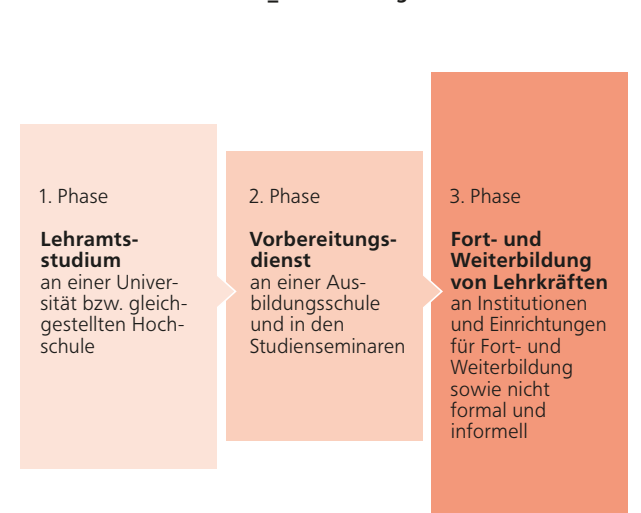 1. Phase
Lehramts-
studium
an einer Univer-
sität bzw. gleich-
gestellten Hoch-
schule
2. Phase
Vorbereitungs-
dienst
an einer Aus-
bildungsschule
und in den
Studienseminaren
3. Phase
Fort- und
Weiterbildung
von Lehrkräften
an Institutionen
und Einrichtungen
für Fort- und
Weiterbildung
sowie nicht
formal und
informell